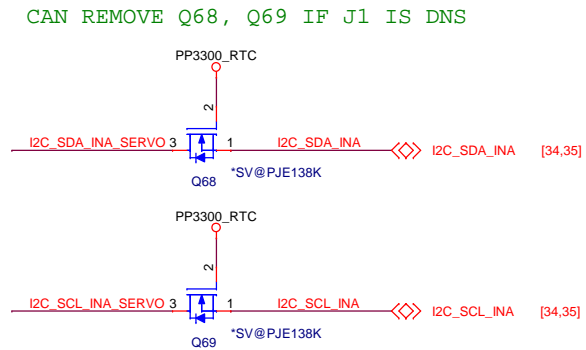 CAN REMOVE Q68, Q69 IF J1 IS DNS
PP3300_RTC
2
I2C_SDA_INA_SERVO 3 1 I2C_SDA_INA I2C_SDA_INA [34,35]
Q68 *SV@PJE138K
PP3300_RTC
2
I2C_SCL_INA_SERVO 3 1 I2C_SCL_INA I2C_SCL_INA [34,35]
Q69 *SV@PJE138K